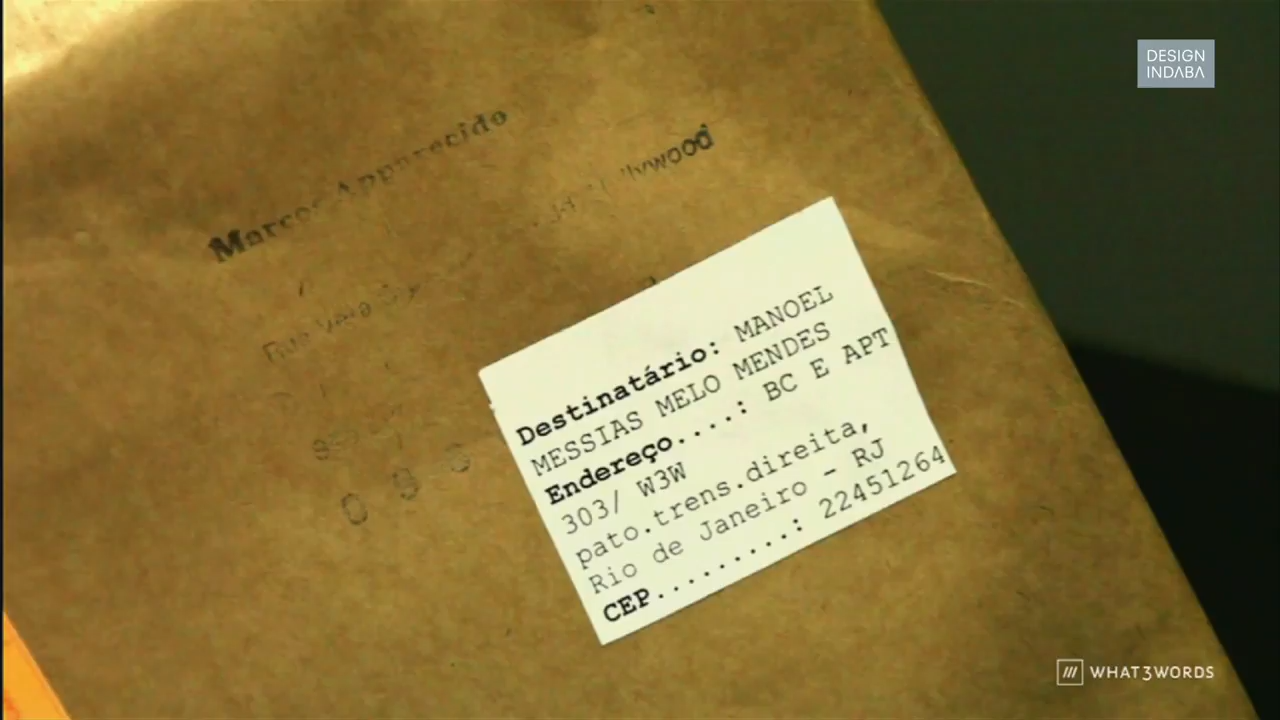 DESIGN
INDABA
Marcos Apparecido
Destinatário: MANOEL
MESSIAS MELO MENDES
Endereço....: BC E APT
303/ W3W
pato.trens.direita,
Rio de Janeiro - RJ
CEP.........: 22451264
WHAT3WORDS